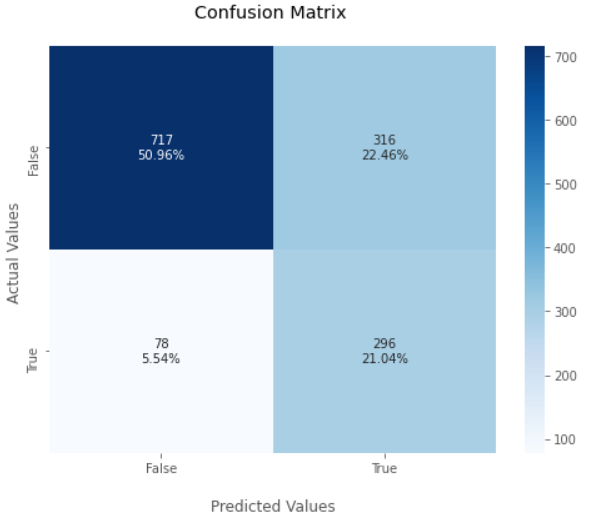 Confusion Matrix
Actual Values
False
717
50.96%
316
22.46%
True
78
5.54%
296
21.04%
False
True
Predicted Values
700
600
500
400
300
200
100